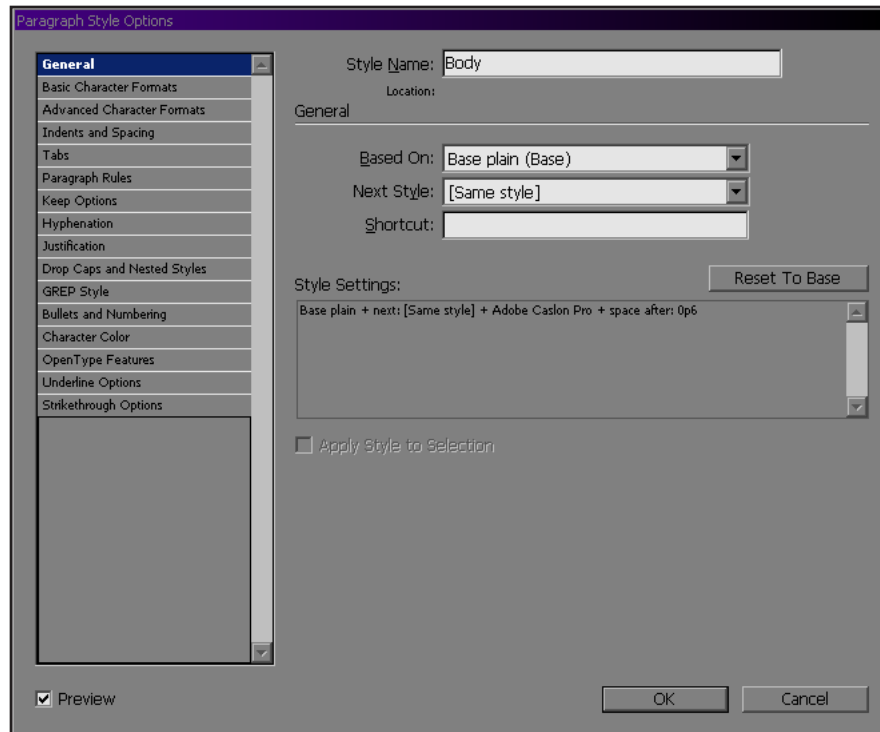 Paragraph Style Options
General
Basic Character Formats
Advanced Character Formats
Indents and Spacing
Tabs
Paragraph Rules
Keep Options
Hyphenation
Justification
Drop Caps and Nested Styles
GREP Style
Bullets and Numbering
Character Color
OpenType Features
Underline Options
Strikethrough Options
Style Name: Body
Location:
General
Based On: Base plain (Base)
Next Style: [Same style]
Shortcut:
Reset To Base
Style Settings:
Base plain + next: [Same style] + Adobe Caslon Pro + space after: 0p6
Apply Style to Selection
Preview
OK
Cancel